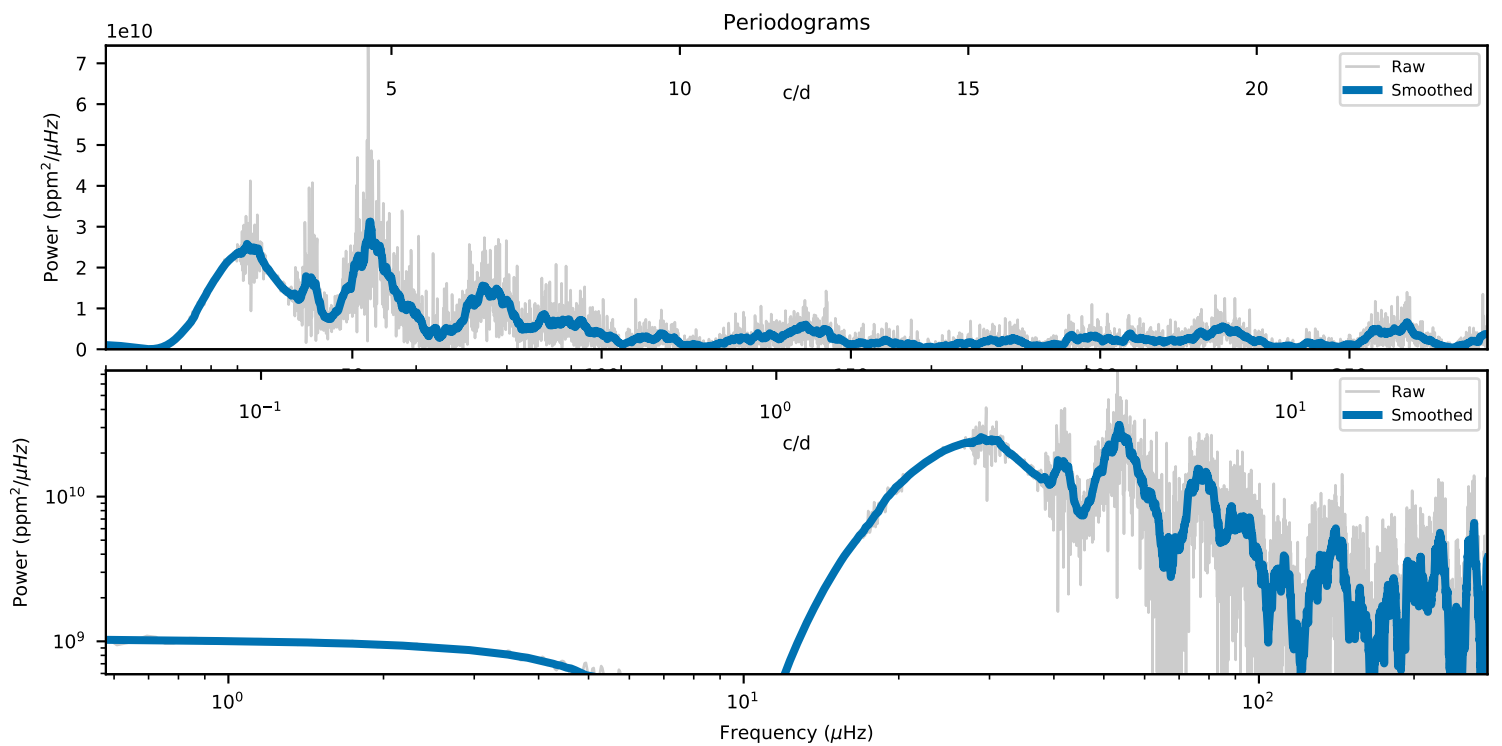 Periodograms
1e10
Power (ppm²/μHz)
7
6
5
4
3
2
1
0
5
10
15
20
c/d
Raw
Smoothed
10⁻¹
10⁰
10¹
c/d
Raw
Smoothed
Power (ppm²/μHz)
10¹⁰
10⁹
10⁰
10¹
10²
Frequency (μHz)